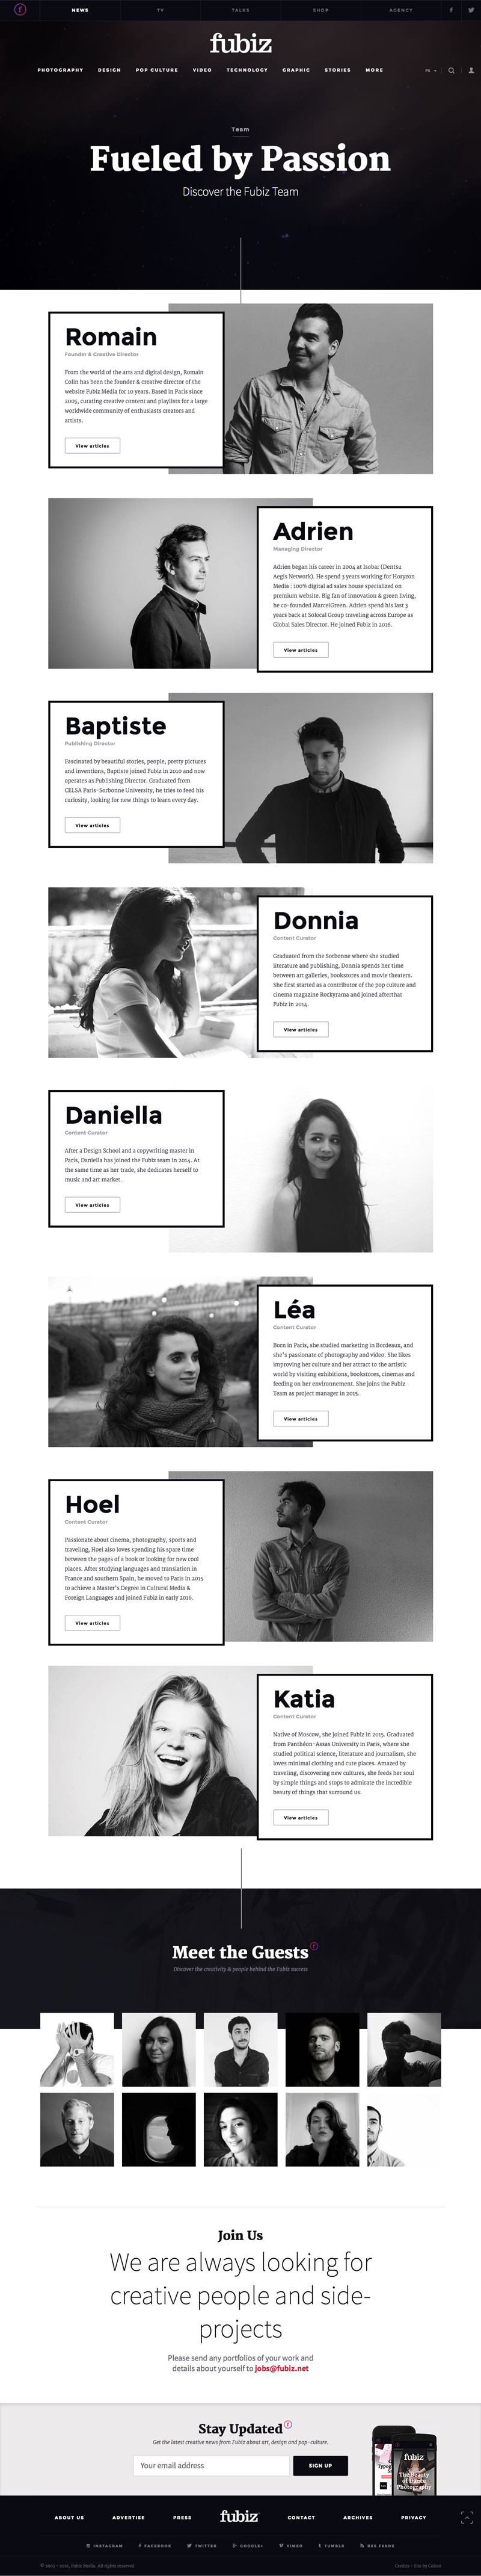 NEWS
TV
TALKS
SHOP
AGENCY
fubiz
PHOTOGRAPHY
DESIGN
POP CULTURE
VIDEO
TECHNOLOGY
GRAPHIC
STORIES
MORE
Team
Fueled by Passion
Discover the Fubiz Team
Romain
Founder & Creative Director
From the world of the arts and digital design, Romain
Colin has been the founder & creative director of the
website Fubiz Media for 10 years. Based in Paris since
2005, curating creative content and playlists for a large
worldwide community of enthusiasts creators and
artists.
View articles
Adrien
Managing Director
Adrien began his career in 2004 at Isobar (Dentsu
Aegis Network). He spend 3 years working for Horyzon
Media : 100% digital ad sales house specialized on
premium website. Big fan of innovation & green living,
he co-founded MarcelGreen. Adrien spend his last 3
years back at Solocal Group traveling across Europe as
Global Sales Director. He joined Fubiz in 2016.
View articles
Baptiste
Publishing Director
Fascinated by beautiful stories, people, pretty pictures
and inventions, Baptiste joined Fubiz in 2010 and now
operates as Publishing Director. Graduated from
CELSA Paris-Sorbonne University, he tries to feed his
curiosity, looking for new things to learn every day.
View articles
Donnia
Content Curator
Graduated from the Sorbonne where she studied
literature and publishing, Donnia spends her time
between art galleries, bookstores and movie theaters.
She first started as a contributor of the pop culture and
cinema magazine Rockyrama and joined afterthat
Fubiz in 2014.
View articles
Daniella
Content Curator
After a Design School and a copywriting master in
Paris, Daniella has joined the Fubiz team in 2014. At
the same time as her trade, she dedicates herself to
music and art market.
View articles
Léa
Content Curator
Born in Paris, she studied marketing in Bordeaux, and
she's passionate of photography and video. She likes
improving her culture and her attract to the artistic
world by visiting exhibitions, bookstores, cinemas and
feeding on her environnement. She joins the Fubiz
Team as project manager in 2015.
View articles
Hoel
Content Curator
Passionate about cinema, photography, sports and
traveling, Hoel also loves spending his spare time
between the pages of a book or looking for new cool
places. After studying languages and translation in
France and southern Spain, he moved to Paris in 2015
to achieve a Master's Degree in Cultural Media &
Foreign Languages and joined Fubiz in early 2016.
View articles
Katia
Content Curator
Native of Moscow, she joined Fubiz in 2015. Graduated
from Panthéon-Assas University in Paris, where she
studied political science, literature and journalism, she
loves minimal clothing and cute places. Amazed by
traveling, discovering new cultures, she feeds her soul
by simple things and stops to admirate the incredible
beauty of things that surround us.
View articles
Meet the Guests
Discover the creativity & people behind the Fubiz success
Join Us
We are always looking for
creative people and side-
projects
Please send any portfolios of your work and
details about yourself to jobs@fubiz.net
Stay Updated
Get the latest creative news from Fubiz about art, design and pop-culture.
Your email address
SIGN UP
fubiz
ABOUT US
ADVERTISE
PRESS
fubiz
CONTACT
ARCHIVES
PRIVACY
INSTAGRAM
FACEBOOK
TWITTER
GOOGLE+
VIMEO
TUMBLR
RSS FEEDS